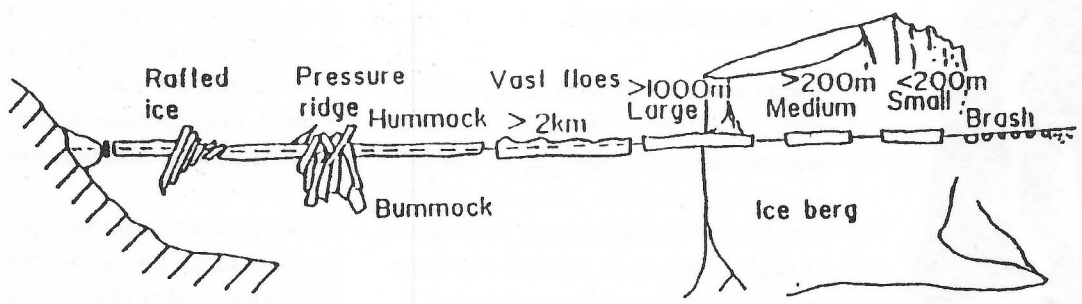 Rafted
ice
Pressure
ridge
Hummock
Bummock
Vast floes
> 2km
>1000m
Large
>200m
Medium
<200m
Small
Brash
Ice berg